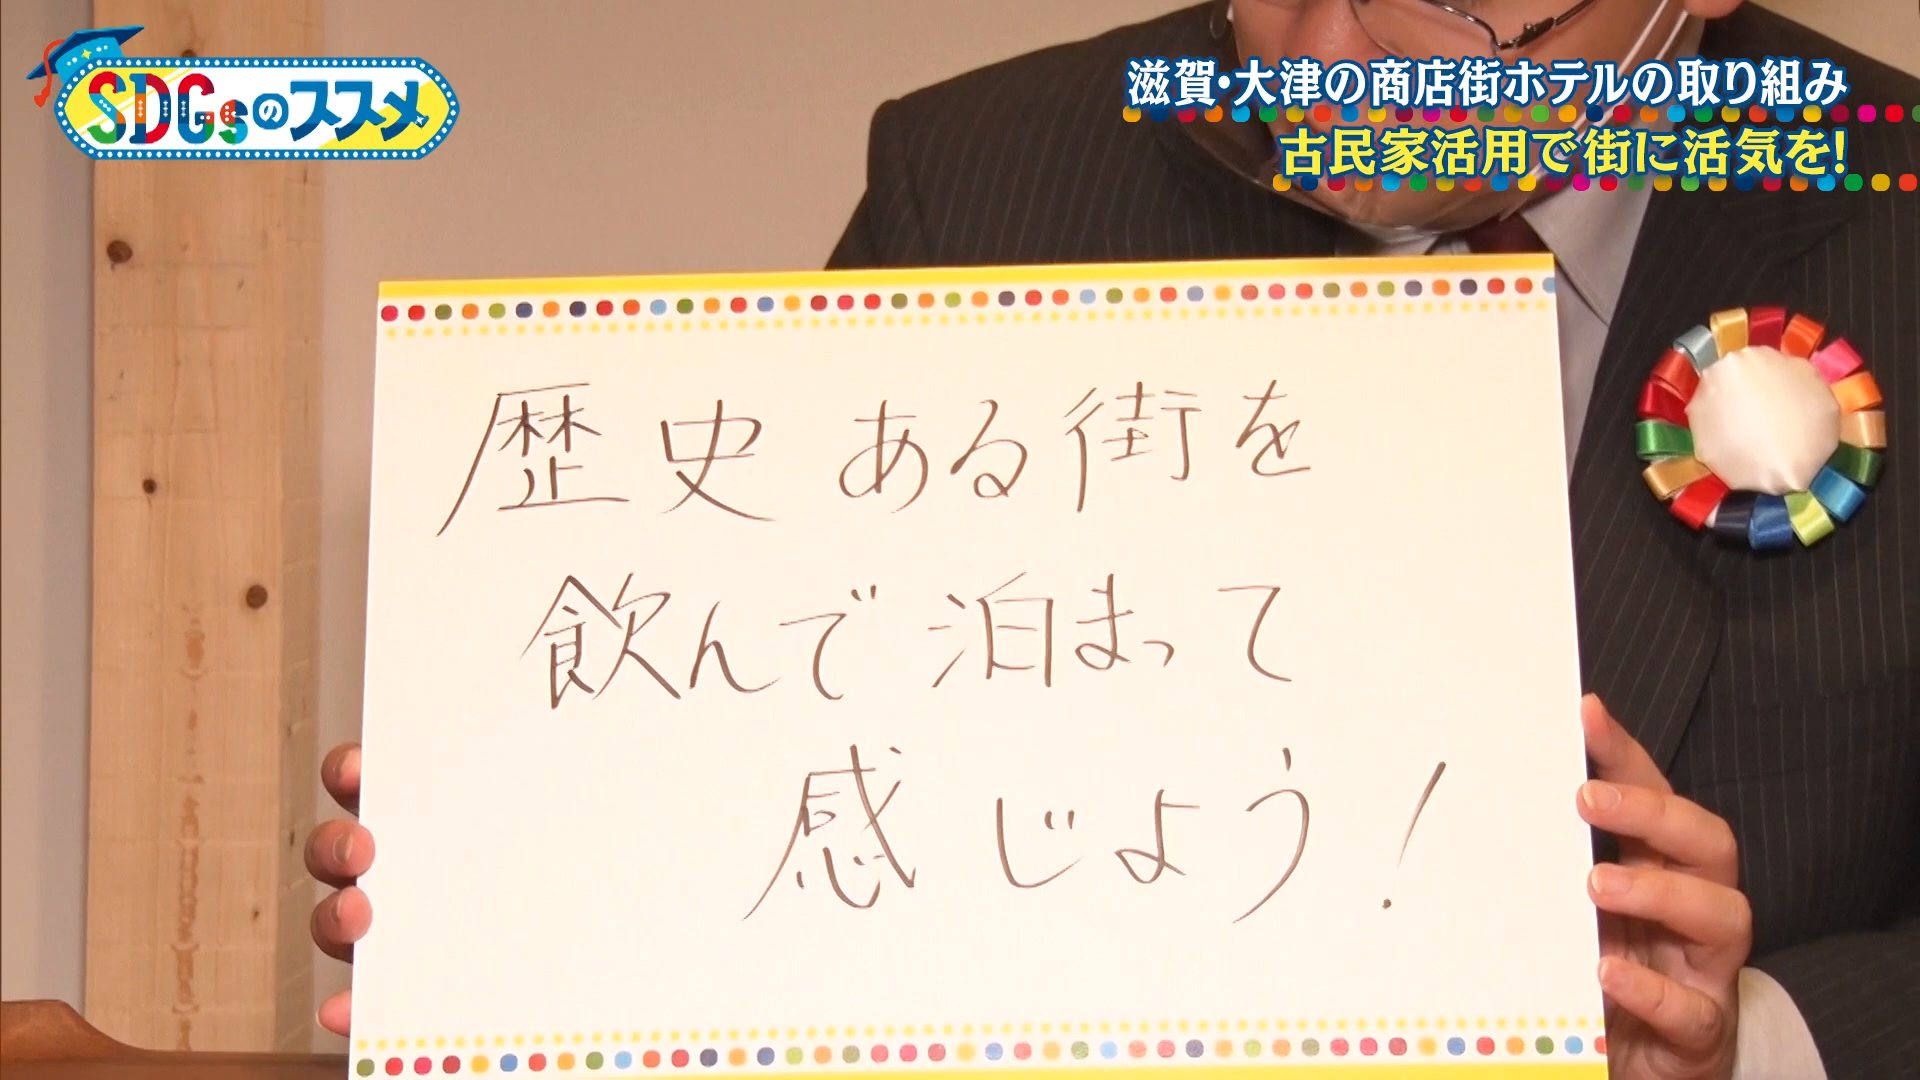 SDGsのススメ
滋賀・大津の商店街ホテルの取り組み
古民家活用で街に活気を!
歴史ある街を
飲んで泊まって
感じよう!